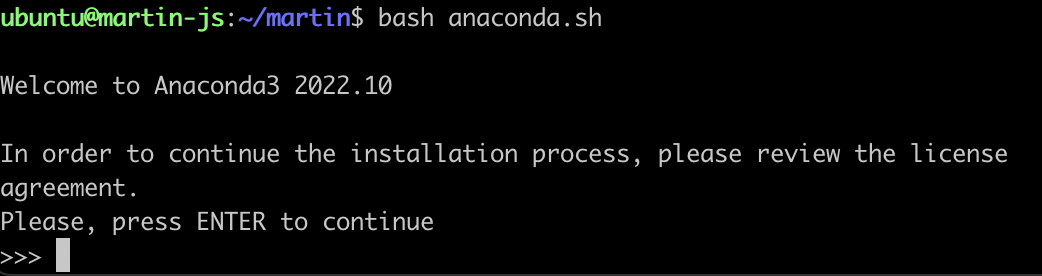 ubuntu@martin-js:~/martin$ bash anaconda.sh
Welcome to Anaconda3 2022.10
In order to continue the installation process, please review the license
agreement.
Please, press ENTER to continue
>>>